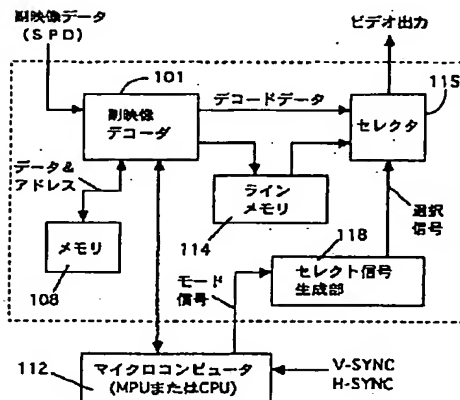 副映像データ
(SPD)
ビデオ出力
101
115
副映像
デコーダ
デコードデータ
セレクタ
データ&
アドレス
ライン
メモリ
114
選択
信号
メモリ
108
118
モード
信号
セレクト信号
生成部
112
マイクロコンピュータ
(MPUまたはCPU)
V-SYNC
H-SYNC